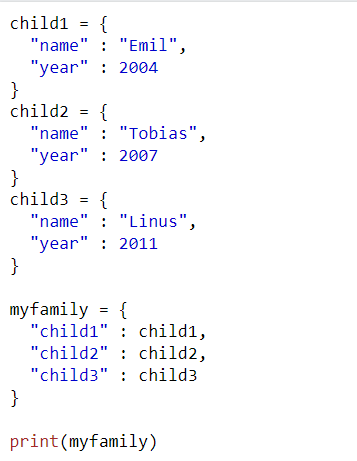 child1 = {
  "name" : "Emil",
  "year" : 2004
}
child2 = {
  "name" : "Tobias",
  "year" : 2007
}
child3 = {
  "name" : "Linus",
  "year" : 2011
}

myfamily = {
  "child1" : child1,
  "child2" : child2,
  "child3" : child3
}

print(myfamily)